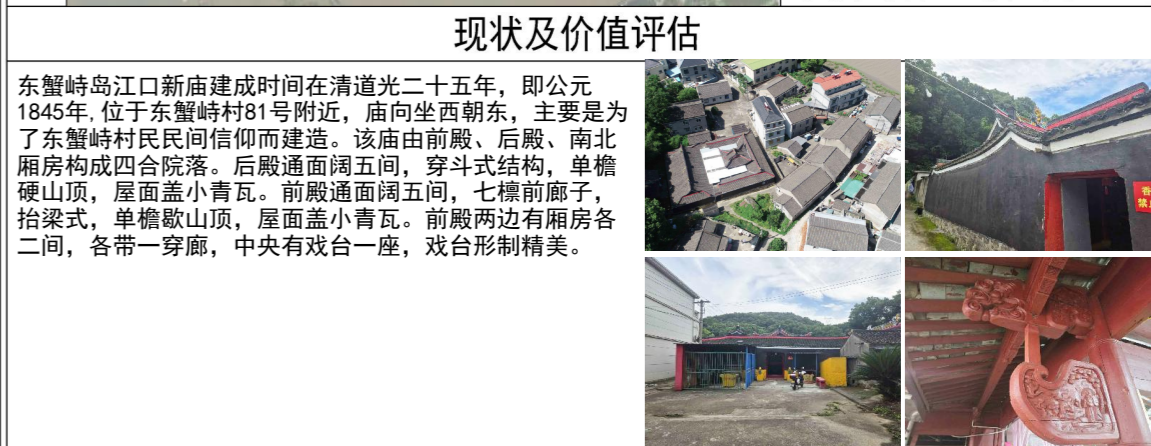 现状及价值评估
东蟹峙岛江口新庙建成时间在清道光二十五年，即公元
1845年,位于东蟹峙村81号附近，庙向坐西朝东，主要是为
了东蟹峙村民民间信仰而建造。该庙由前殿、后殿、南北
厢房构成四合院落。后殿通面阔五间，穿斗式结构，单檐
硬山顶，屋面盖小青瓦。前殿通面阔五间，七檩前廊子，
抬梁式，单檐歇山顶，屋面盖小青瓦。前殿两边有厢房各
二间，各带一穿廊，中央有戏台一座，戏台形制精美。